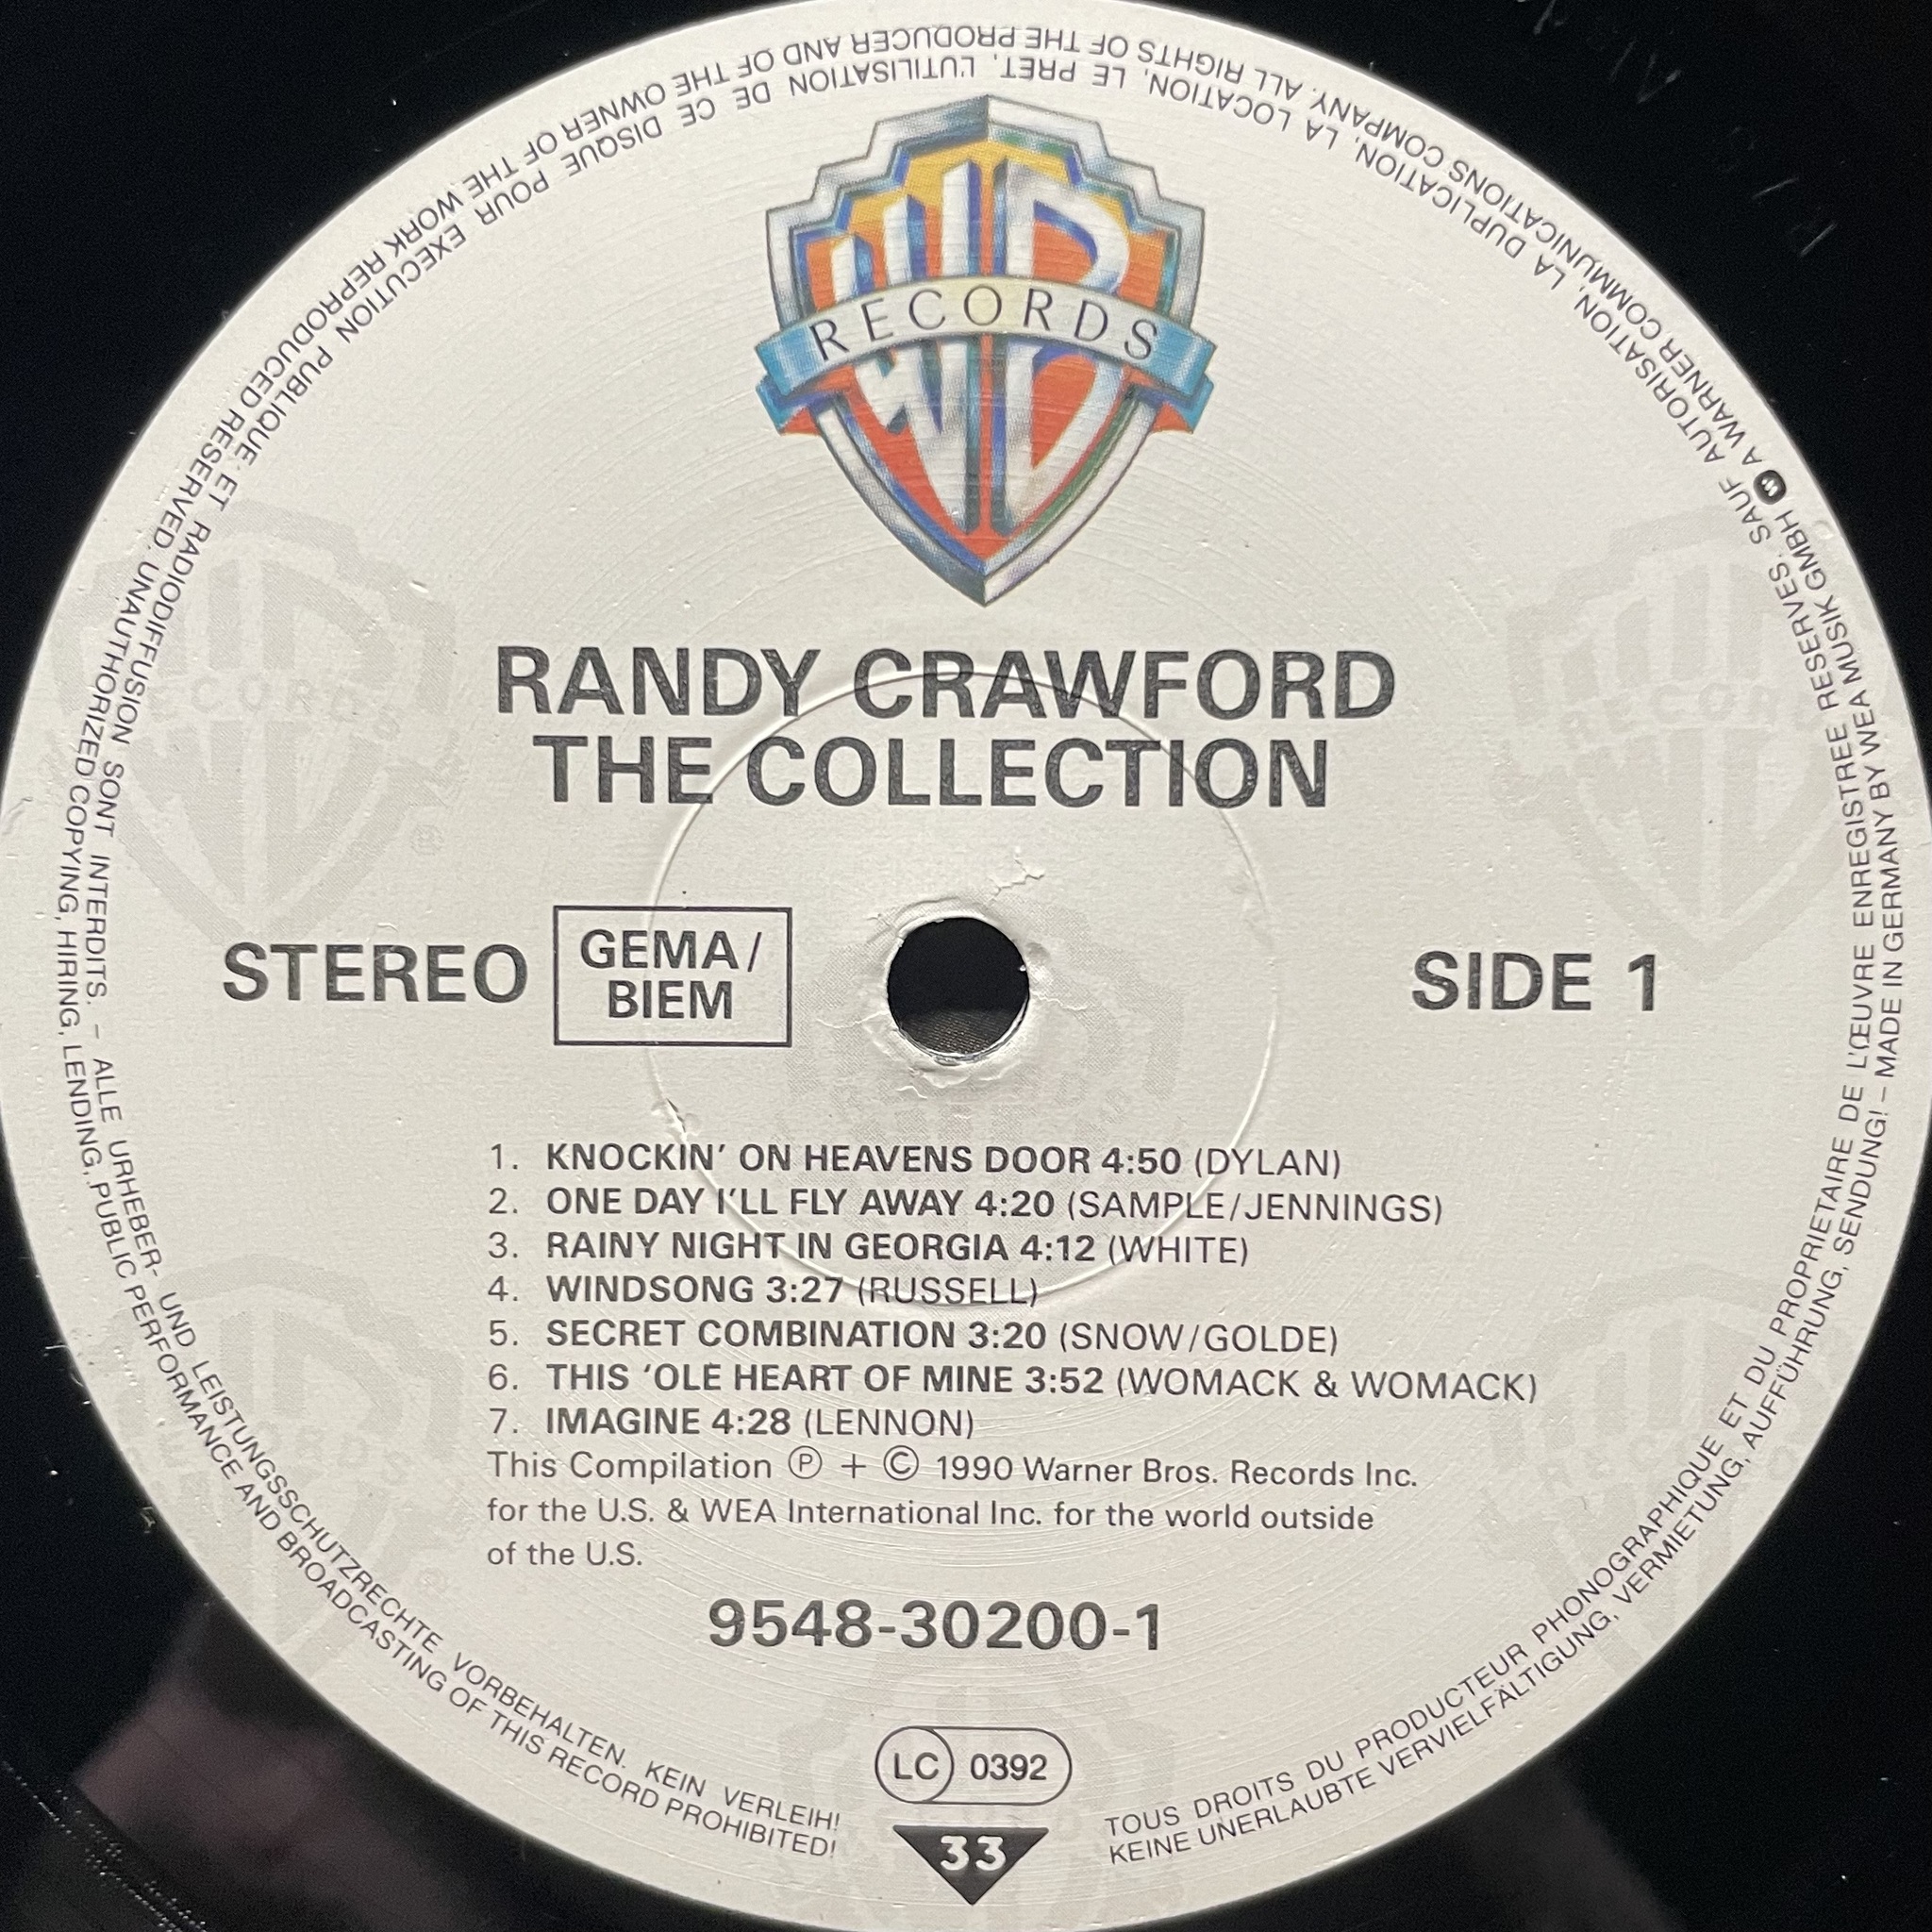 WB
RECORDS
RANDY CRAWFORD
THE COLLECTION
STEREO
GEMA/
BIEM
SIDE 1
1. KNOCKIN’ ON HEAVENS DOOR 4:50 (DYLAN)
2. ONE DAY I’LL FLY AWAY 4:20 (SAMPLE/JENNINGS)
3. RAINY NIGHT IN GEORGIA 4:12 (WHITE)
4. WINDSONG 3:27 (RUSSELL)
5. SECRET COMBINATION 3:20 (SNOW/GOLDE)
6. THIS ‘OLE HEART OF MINE 3:52 (WOMACK & WOMACK)
7. IMAGINE 4:28 (LENNON)
This Compilation Ⓟ + © 1990 Warner Bros. Records Inc.
for the U.S. & WEA International Inc. for the world outside
of the U.S.
9548-30200-1
LC 0392
33
TOUS DROITS DU PRODUCTEUR PHONOGRAPHIQUE ET DU PROPRIETAIRE DE L'ŒUVRE ENREGISTREE RESERVES. SAUF AUTORISATION, LA DUPLICATION, LA LOCATION, LE PRET, L'UTILISATION DE CE DISQUE POUR EXECUTION PUBLIQUE ET RADIODIFFUSION SONT INTERDITS. – ALLE URHEBER- UND LEISTUNGSSCHUTZRECHTE VORBEHALTEN. KEIN VERLEIH!
KEINE UNERLAUBTE VERVIELFÄLTIGUNG, VERMIETUNG, AUFFÜHRUNG, SENDUNG! – MADE IN GERMANY BY WEA MUSIK GMBH A WARNER COMMUNICATIONS COMPANY. ALL RIGHTS OF THE PRODUCER AND OF THE OWNER OF THE WORK REPRODUCED RESERVED. UNAUTHORIZED COPYING, HIRING, LENDING, PUBLIC PERFORMANCE AND BROADCASTING OF THIS RECORD PROHIBITED!